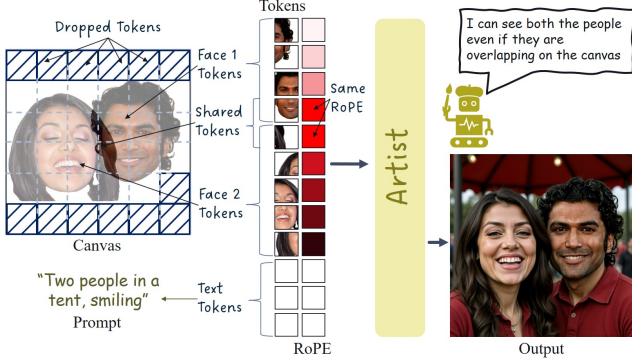 Tokens
Dropped Tokens
Face 1
Tokens
Shared
Tokens
Face 2
Tokens
Same
RoPE
Canvas
"Two people in a
tent, smiling"
Prompt
Text
Tokens
RoPE
Artist
I can see both the people
even if they are
overlapping on the canvas
Output